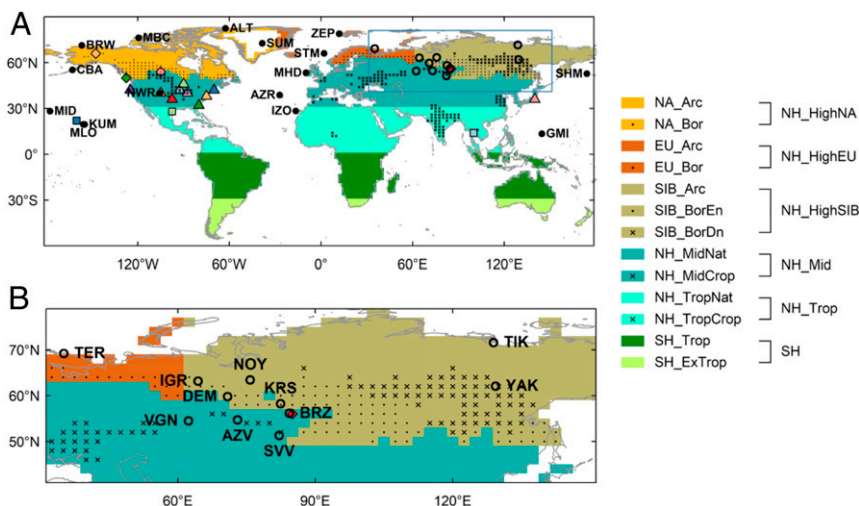 A
ALT
MBC
ZEP
BRW
SUM
STM
CBA
MHD
SHM
NWR
AZR
MID
IZO
KUM
MLO
GMI
60°N
30°N
0°
30°S
120°W
60°W
0°
60°E
120°E
B
TIK
TER
NOY
IGR
KRS
YAK
DEM
BRZ
VGN
AZV
SVV
70°N
60°N
50°N
60°E
90°E
120°E
NA_Arc
NA_Bor
NH_HighNA
EU_Arc
EU_Bor
NH_HighEU
SIB_Arc
SIB_BorEn
SIB_BorDn
NH_HighSIB
NH_MidNat
NH_MidCrop
NH_Mid
NH_TropNat
NH_TropCrop
NH_Trop
SH_Trop
SH_ExTrop
SH